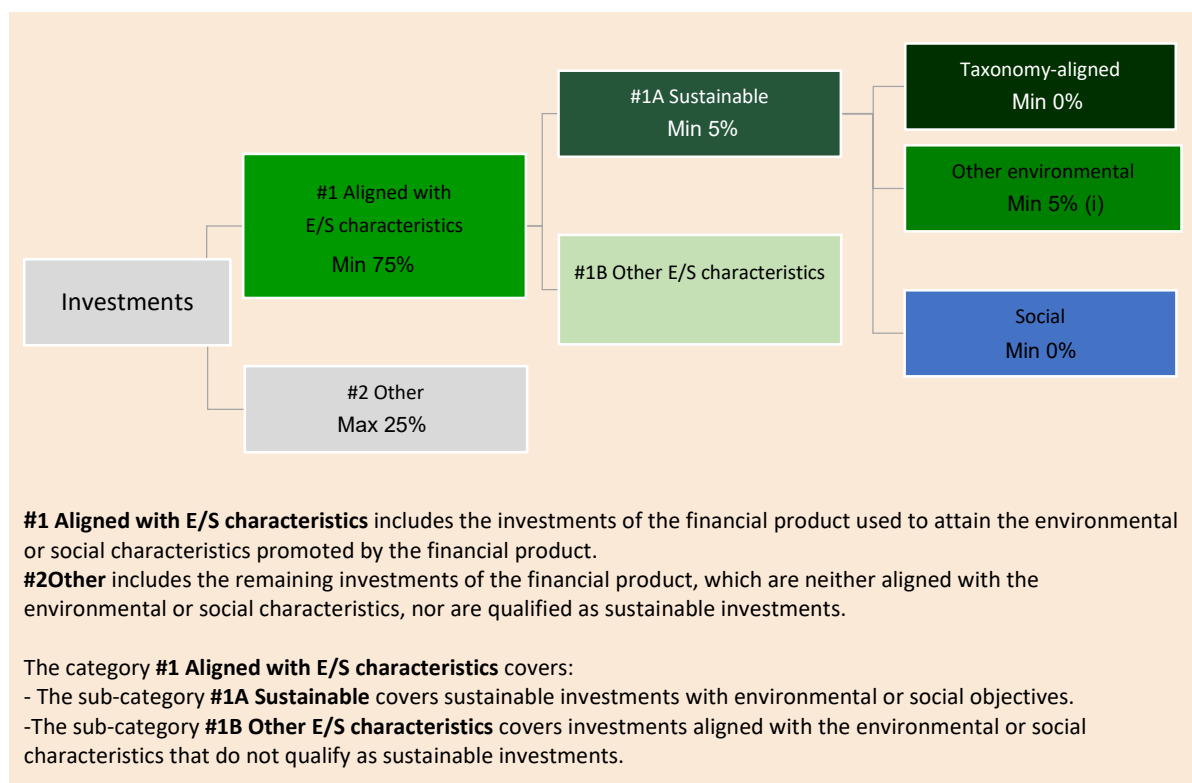 Investments
#1 Aligned with
E/S characteristics
Min 75%
#2 Other
Max 25%
#1A Sustainable
Min 5%
#1B Other E/S characteristics
Taxonomy-aligned
Min 0%
Other environmental
Min 5% (i)
Social
Min 0%
#1 Aligned with E/S characteristics includes the investments of the financial product used to attain the environmental
or social characteristics promoted by the financial product.
#2Other includes the remaining investments of the financial product, which are neither aligned with the
environmental or social characteristics, nor are qualified as sustainable investments.
The category #1 Aligned with E/S characteristics covers:
- The sub-category #1A Sustainable covers sustainable investments with environmental or social objectives.
-The sub-category #1B Other E/S characteristics covers investments aligned with the environmental or social
characteristics that do not qualify as sustainable investments.